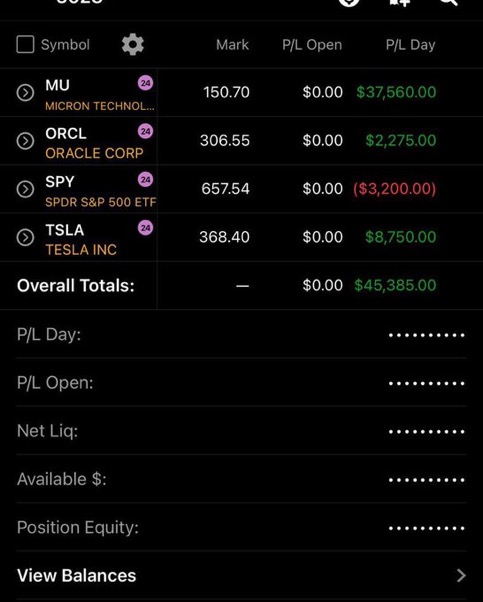 Symbol Mark P/L Open P/L Day
MU 24 150.70 $0.00 $37,560.00
MICRON TECHNOL...
ORCL 24 306.55 $0.00 $2,275.00
ORACLE CORP
SPY 24 657.54 $0.00 ($3,200.00)
SPDR S&P 500 ETF
TSLA 24 368.40 $0.00 $8,750.00
TESLA INC
Overall Totals: — $0.00 $45,385.00
P/L Day: ••••••••••
P/L Open: ••••••••••
Net Liq: ••••••••••
Available $: ••••••••••
Position Equity: ••••••••••
View Balances